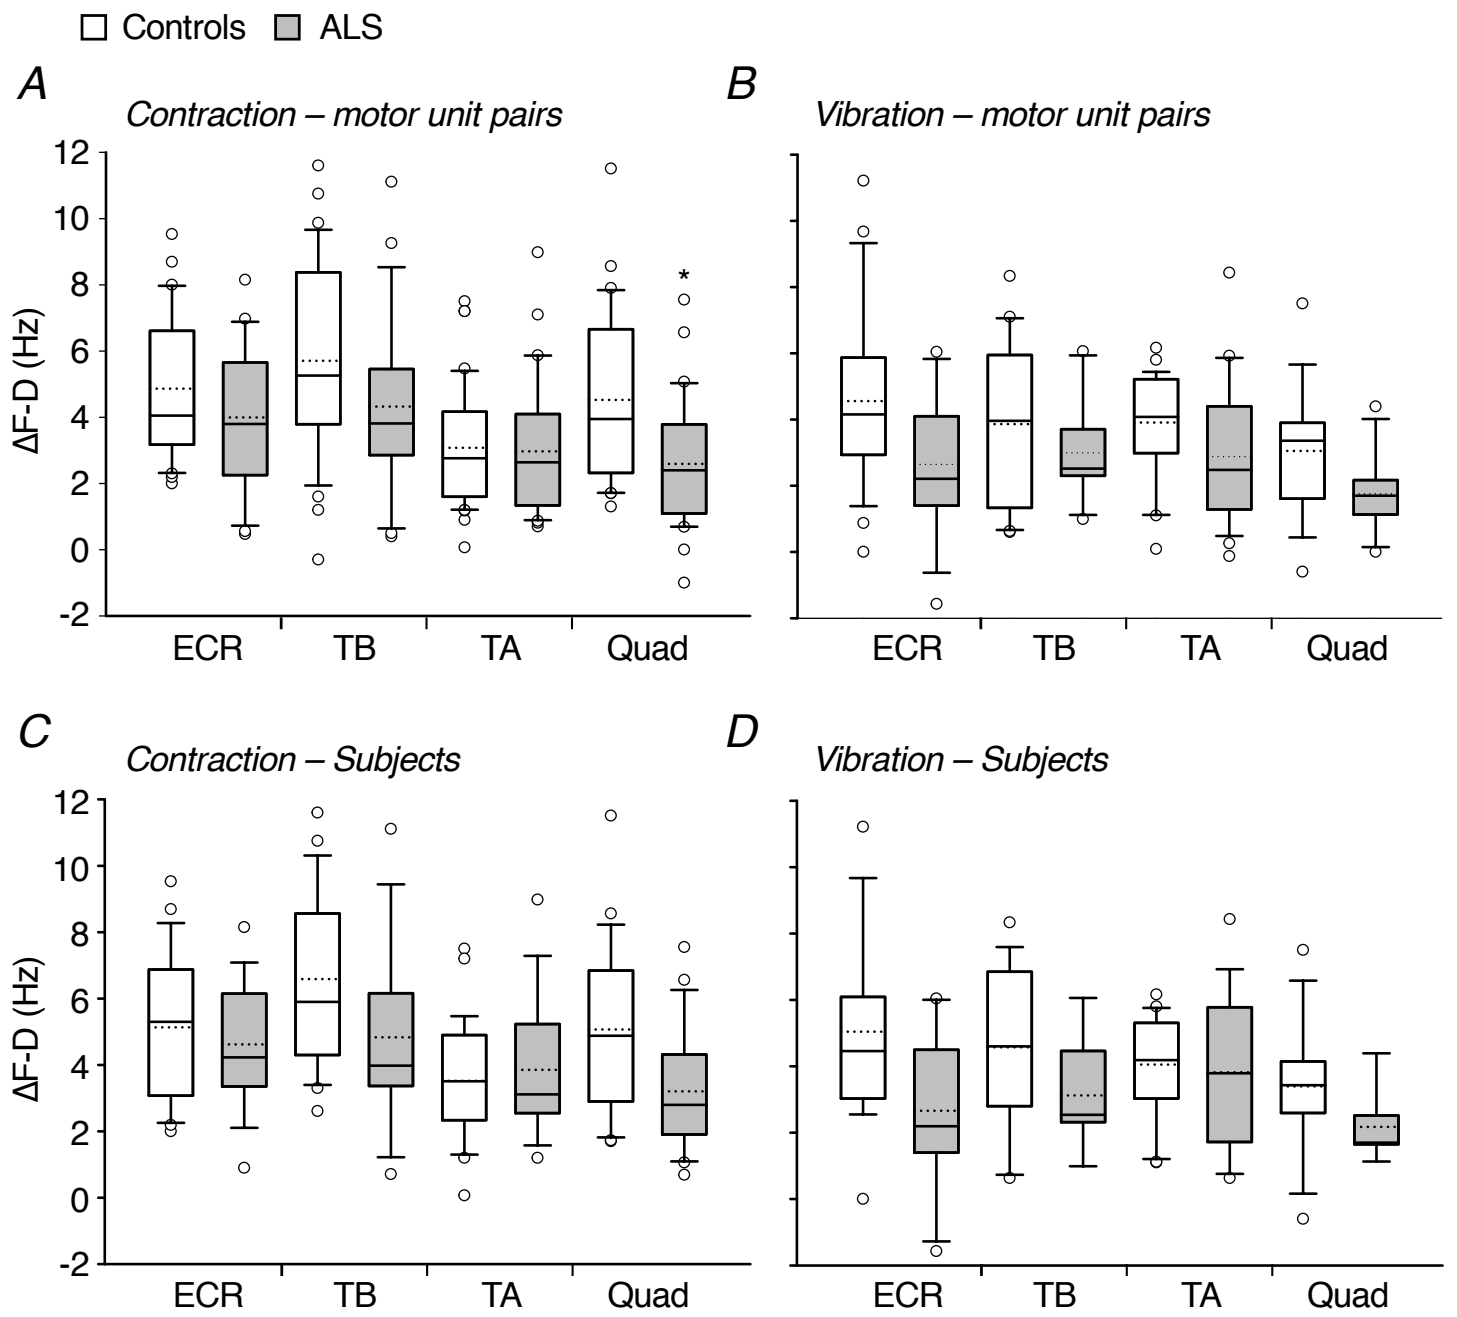 Controls ALS
A
Contraction – motor unit pairs
12
10
8
6
4
2
0
-2
ΔF-D (Hz)
*
ECR TB TA Quad
B
Vibration – motor unit pairs
ECR TB TA Quad
C
Contraction – Subjects
12
10
8
6
4
2
0
-2
ΔF-D (Hz)
ECR TB TA Quad
D
Vibration – Subjects
ECR TB TA Quad